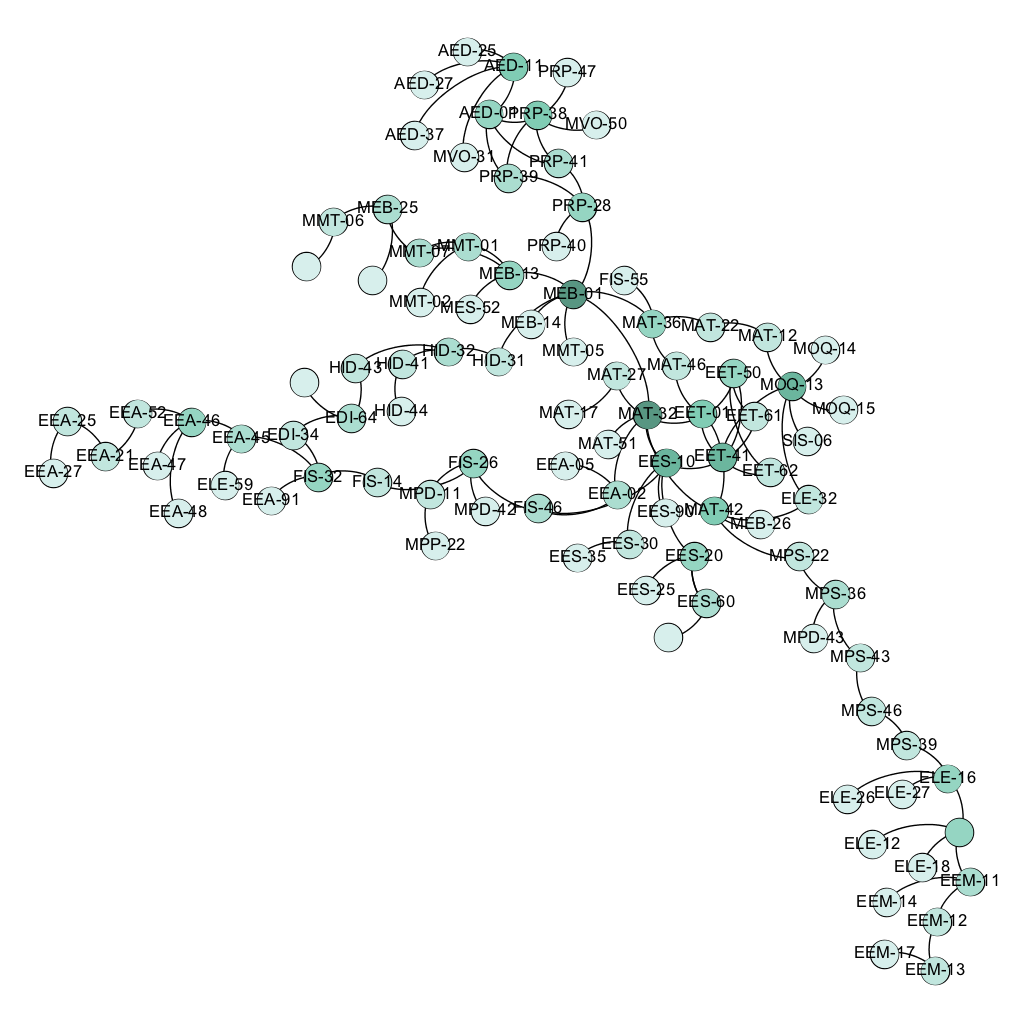 AED-25
AED-11
PRP-47
AED-27
AED-01
PRP-38
MVO-50
AED-37
MVO-31
PRP-41
PRP-39
MEB-25
PRP-28
MMT-06
MMT-01
PRP-40
MMT-07
MEB-13
FIS-55
MEB-01
MMT-02
MES-52
MEB-14
MAT-36
MAT-22
MAT-12
HID-32
MMT-05
MOQ-14
HID-43
HID-41
HID-31
MAT-27
MAT-46
EET-50
MOQ-13
EEA-25
EEA-52
EEA-46
EDI-64
HID-44
MAT-17
MAT-32
EET-01
EET-61
MOQ-15
EEA-45
EDI-34
MAT-51
SIS-06
EEA-21
EEA-47
FIS-26
EEA-05
EES-10
EET-41
EEA-27
ELE-59
FIS-32
FIS-14
EET-62
EEA-91
MPD-11
EEA-02
ELE-32
EEA-48
MPD-42
FIS-46
EES-90
MAT-42
MEB-26
MPP-22
EES-35
EES-30
EES-20
MPS-22
EES-25
EES-60
MPS-36
MPD-43
MPS-43
MPS-46
MPS-39
ELE-16
ELE-26
ELE-27
ELE-12
ELE-18
EEM-11
EEM-14
EEM-12
EEM-17
EEM-13